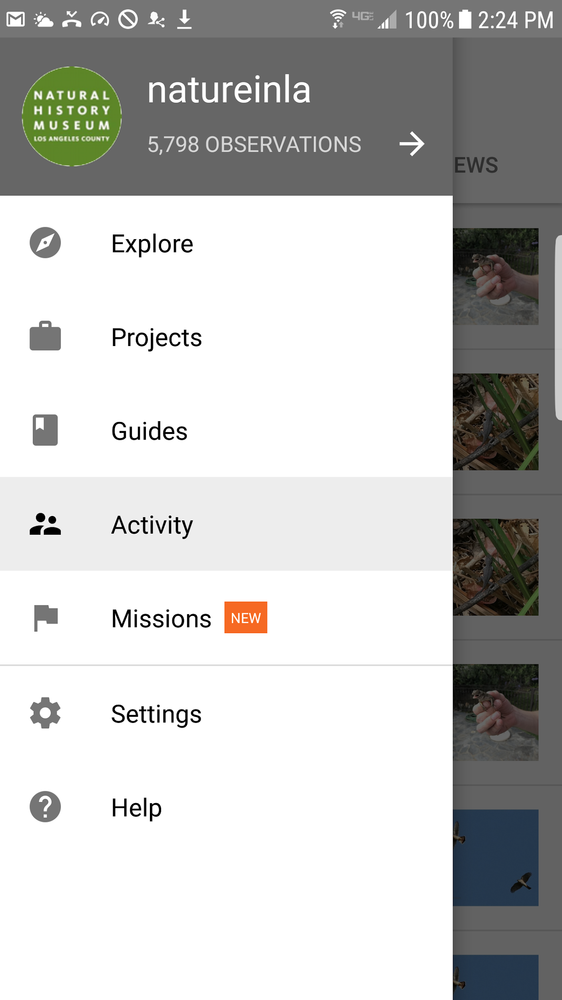 4G LTE 100% 2:24 PM
NATURAL
HISTORY
MUSEUM
LOS ANGELES COUNTY
natureinla
5,798 OBSERVATIONS
EWS
Explore
Projects
Guides
Activity
Missions NEW
Settings
Help